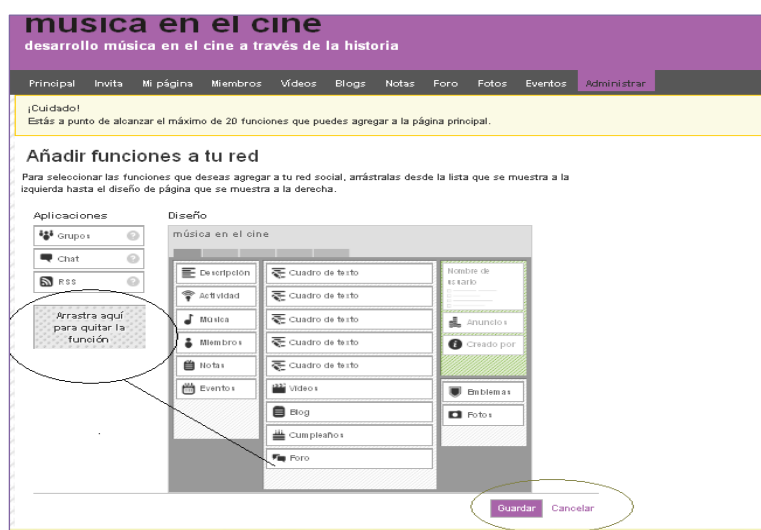 música en el cine
desarrollo música en el cine a través de la historia
Principal Invita Mi página Miembros Vídeos Blogs Notas Foro Fotos Eventos Administrar
¡Cuidado!
Estás a punto de alcanzar el máximo de 20 funciones que puedes agregar a la página principal.
Añadir funciones a tu red
Para seleccionar las funciones que deseas agregar a tu red social, arrástralas desde la lista que se muestra a la
izquierda hasta el diseño de página que se muestra a la derecha.
Aplicaciones
Grupos ?
Chat ?
RSS ?
Arrastra aquí
para quitar la
función
Diseño
música en el cine
Descripción
Actividad
Música
Miembros
Notas
Eventos
Cuadro de texto
Cuadro de texto
Cuadro de texto
Cuadro de texto
Cuadro de texto
Vídeos
Blog
Cumpleaños
Foro
Nombre de
usuario
Anuncios
Creado por
Emblemas
Fotos
Guardar Cancelar